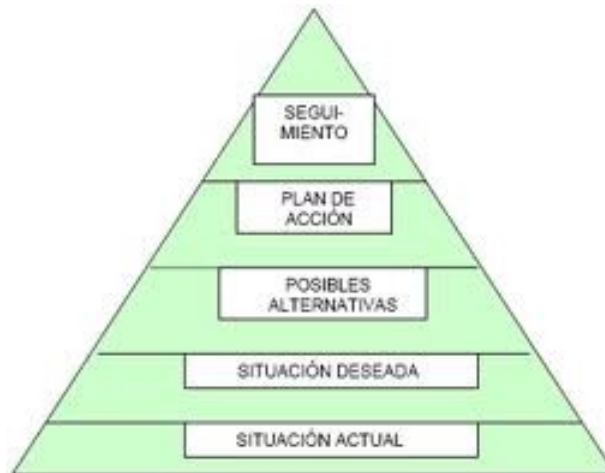 SEGUI-
MIENTO
PLAN DE
ACCIÓN
POSIBLES
ALTERNATIVAS
SITUACIÓN DESEADA
SITUACIÓN ACTUAL